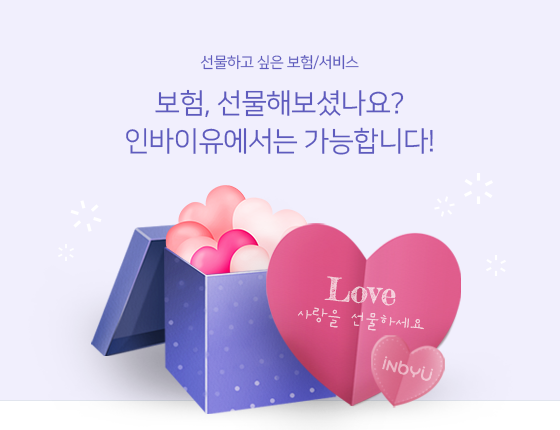 선물하고 싶은 보험/서비스
보험, 선물해보셨나요?
인바이유에서는 가능합니다!
Love
사랑을 선물하세요
iNbYU